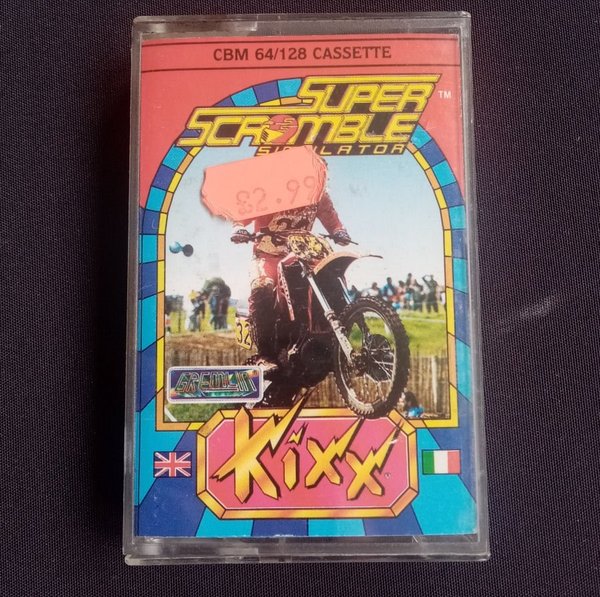 CBM 64/128 CASSETTE
SUPER
SCRAMBLE
SIMULATOR
TM
£2.99
32
GREMLIN
Kixx